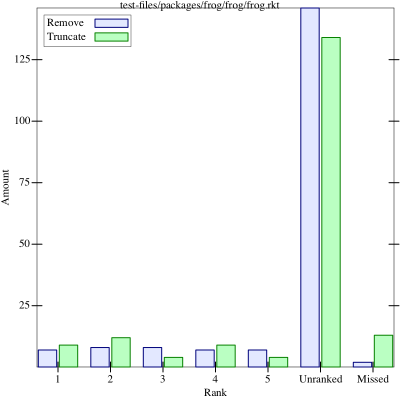 test-files/packages/frog/frog/frog.rkt
Remove
Truncate
125
100
75
50
25
Amount
1 2 3 4 5 Unranked Missed
Rank